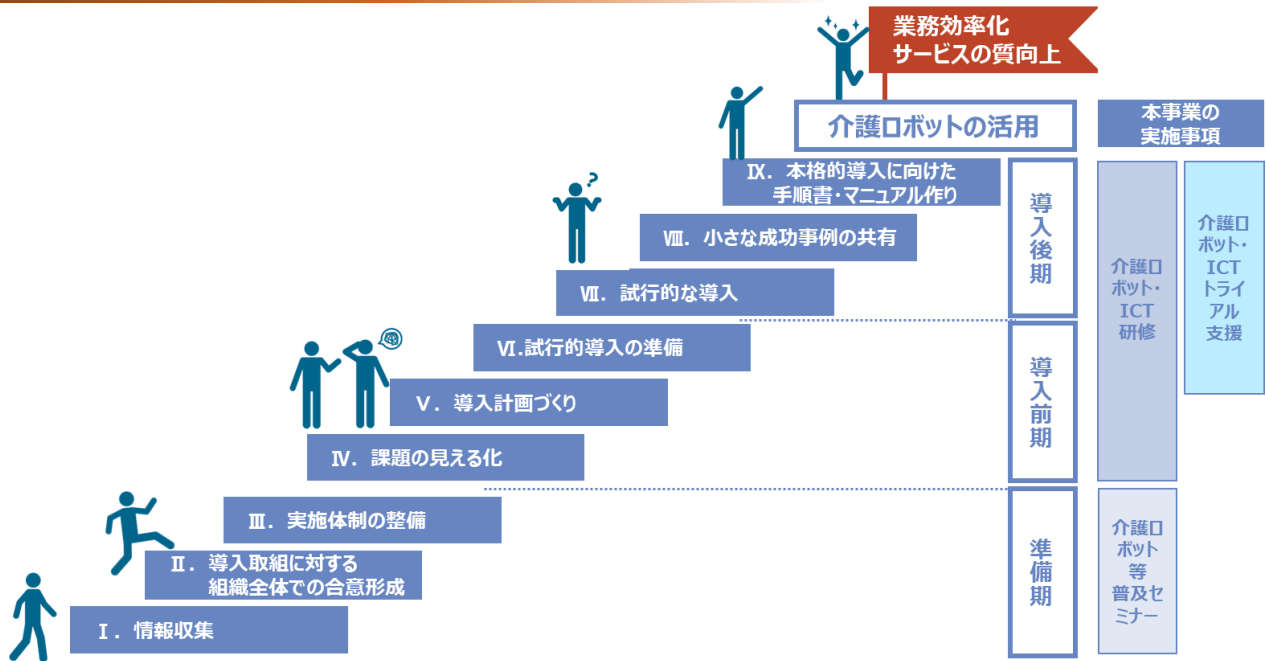 業務効率化
サービスの質向上
介護ロボットの活用
本事業の
実施事項
Ⅸ．本格的導入に向けた
手順書・マニュアル作り
Ⅷ．小さな成功事例の共有
Ⅶ．試行的な導入
Ⅵ.試行的導入の準備
Ⅴ．導入計画づくり
Ⅳ．課題の見える化
Ⅲ．実施体制の整備
Ⅱ．導入取組に対する
組織全体での合意形成
Ⅰ．情報収集
導入後期
導入前期
準備期
介護ロ
ボット・
ICT
研修
介護ロ
ボット・
ICT
トライ
アル
支援
介護ロ
ボット
等
普及セ
ミナー
?